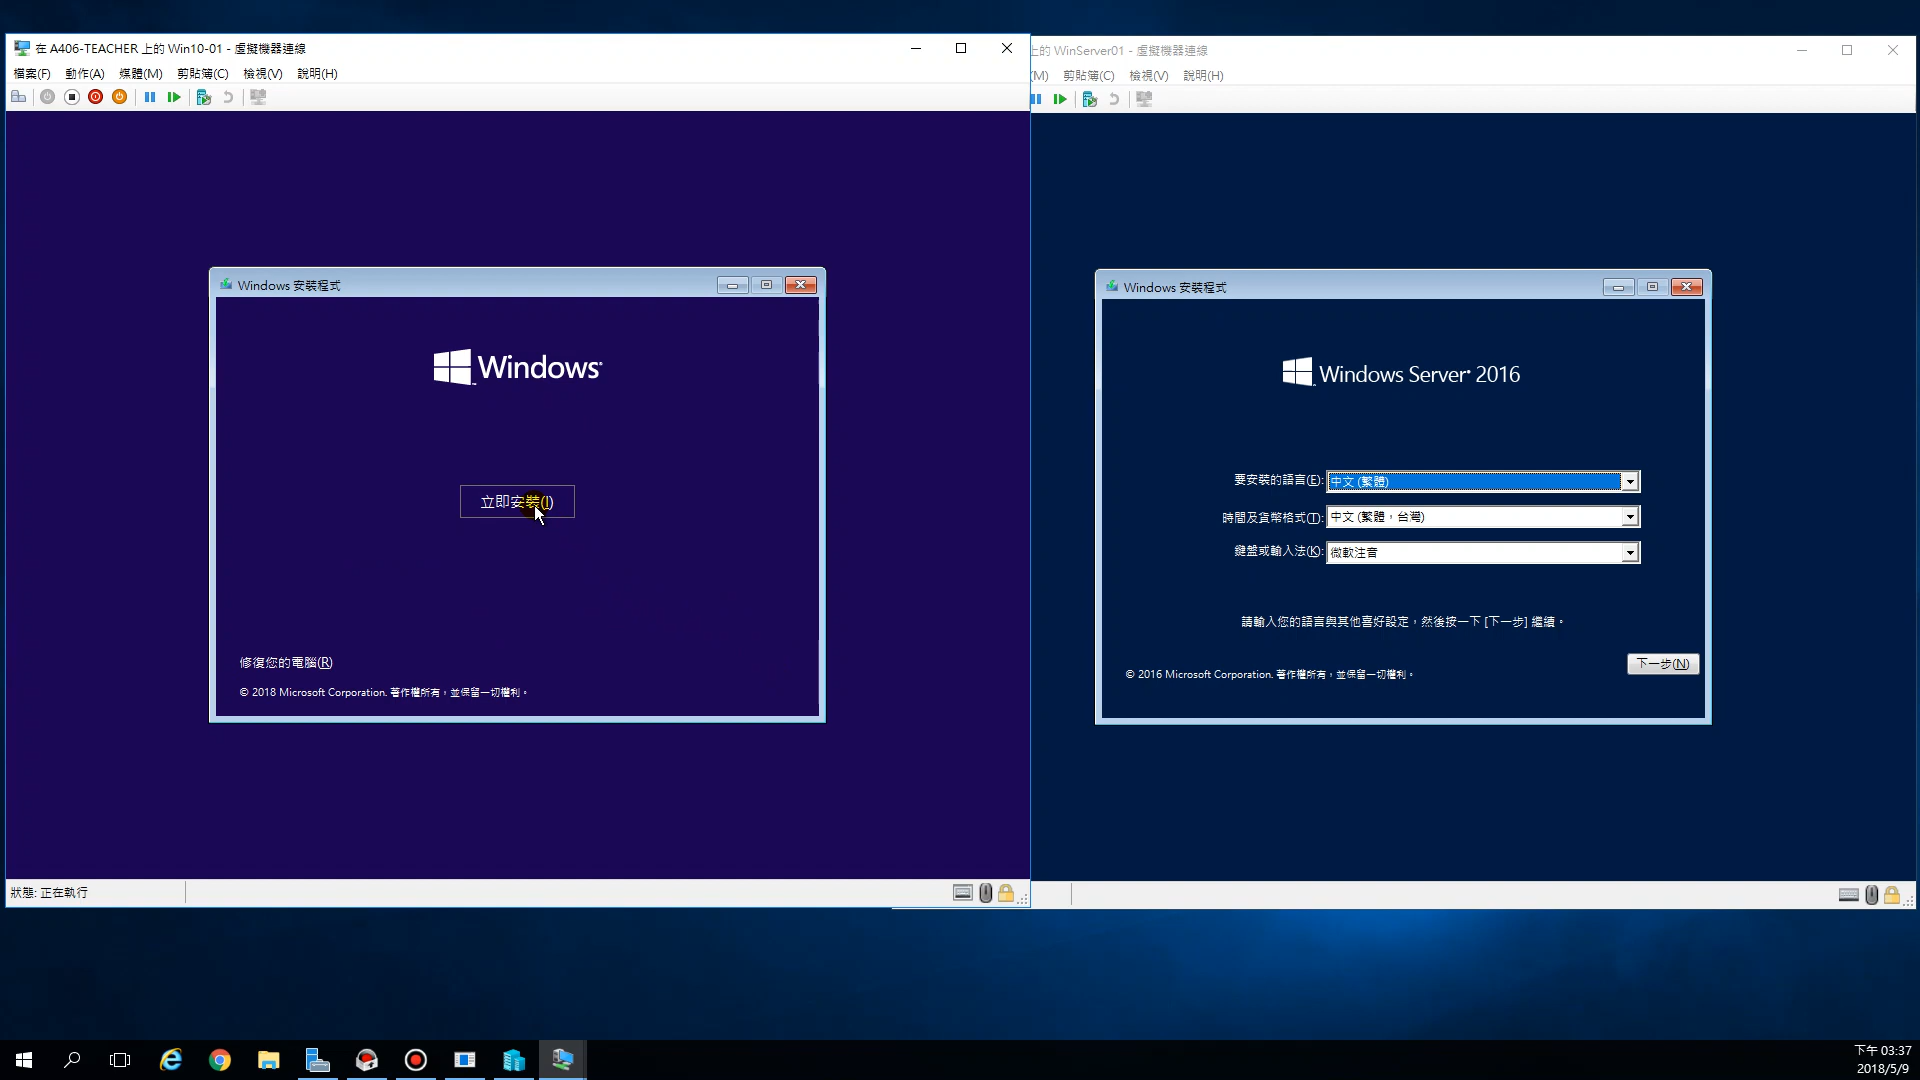 在 A406-TEACHER 上的 Win10-01 - 虛擬機器連線
檔案(F) 動作(A) 媒體(M) 剪貼簿(C) 檢視(V) 說明(H)
Windows 安裝程式
Windows
立即安裝(I)
修復您的電腦(R)
© 2018 Microsoft Corporation. 著作權所有，並保留一切權利。
狀態: 正在執行
上的 WinServer01 - 虛擬機器連線
(M) 剪貼簿(C) 檢視(V) 說明(H)
Windows 安裝程式
Windows Server 2016
要安裝的語言(E): 中文 (繁體)
時間及貨幣格式(T): 中文 (繁體，台灣)
鍵盤或輸入法(K): 微軟注音
請輸入您的語言與其他喜好設定，然後按一下 [下一步] 繼續。
下一步(N)
© 2016 Microsoft Corporation. 著作權所有，並保留一切權利。
下午 03:37
2018/5/9